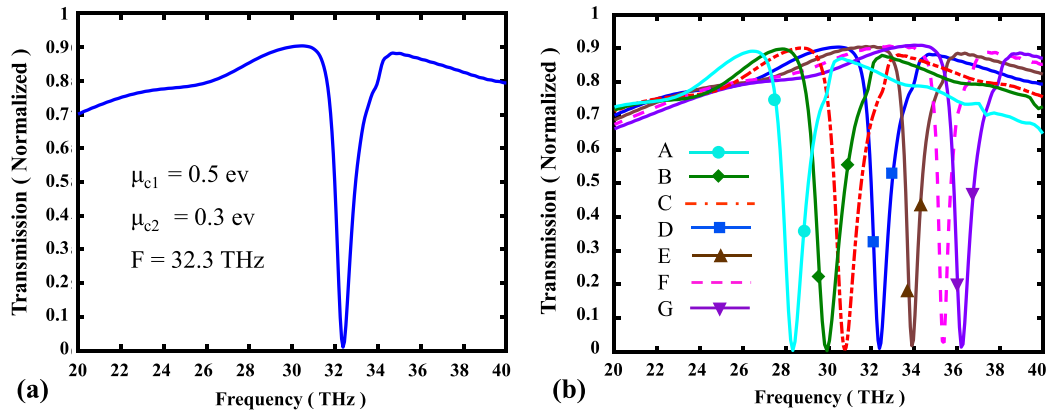 1
0.9
0.8
0.7
0.6
0.5
0.4
0.3
0.2
0.1
0
Transmission ( Normalized )
μc1 = 0.5 ev
μc2 = 0.3 ev
F = 32.3 THz
20 22 24 26 28 30 32 34 36 38 40
Frequency ( THz )
(a)
1
0.9
0.8
0.7
0.6
0.5
0.4
0.3
0.2
0.1
0
Transmission ( Normalized )
A
B
C
D
E
F
G
20 22 24 26 28 30 32 34 36 38 40
Frequency ( THz )
(b)